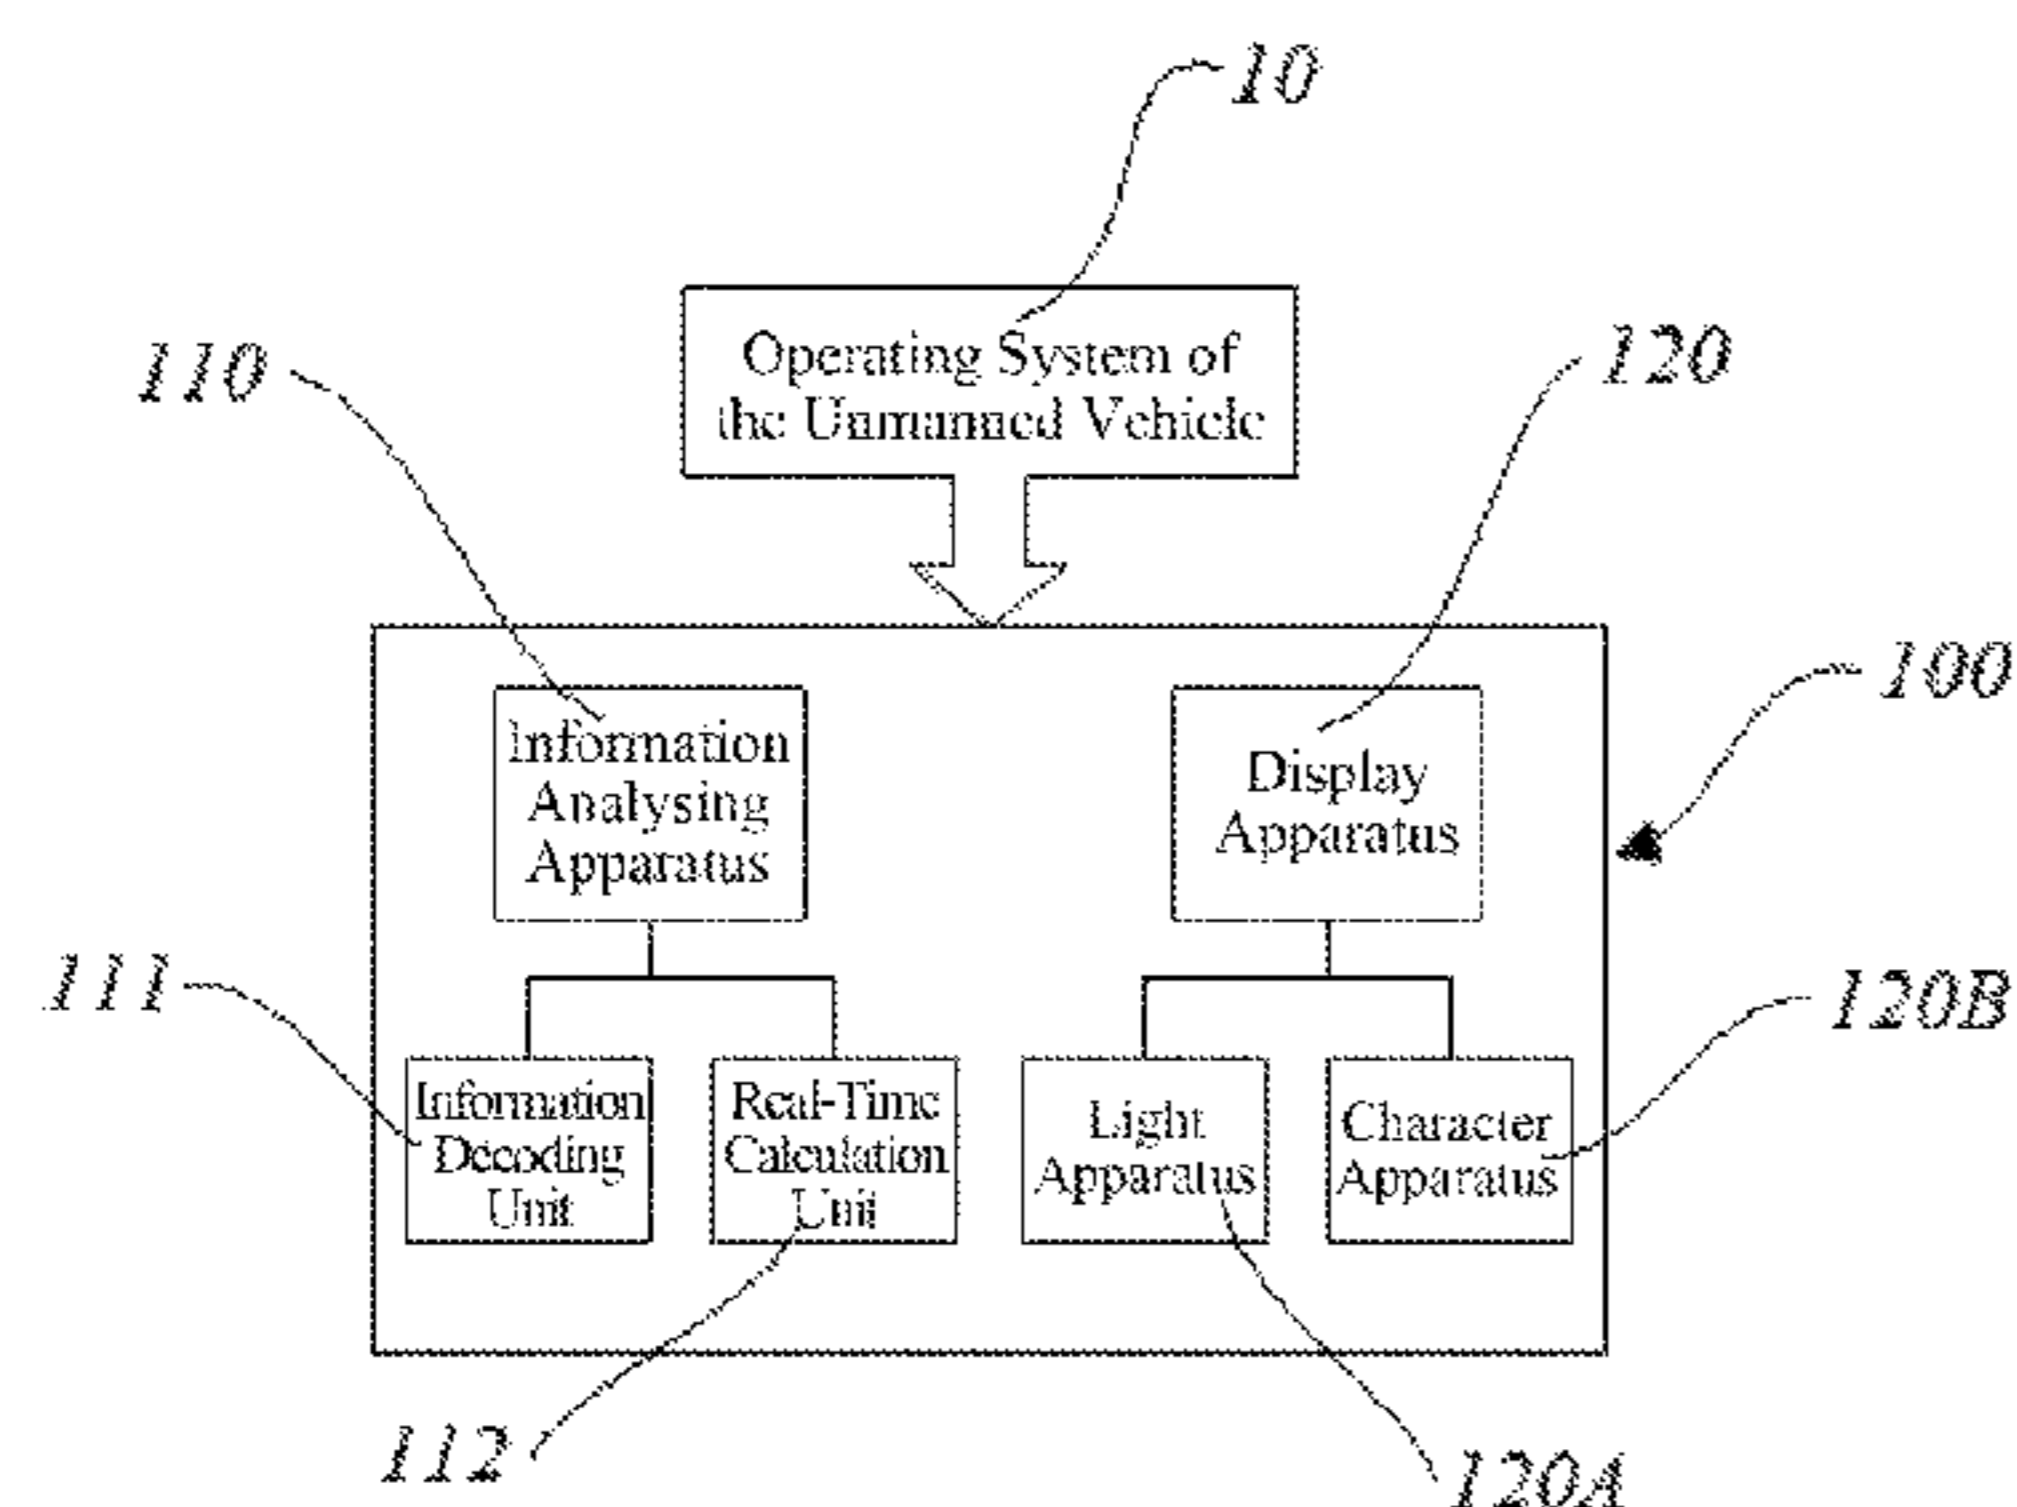 10
Operating System of
the Unmanned Vehicle
110
120
100
Information
Analysing
Apparatus
Display
Apparatus
111
120B
Information
Decoding
Unit
Real-Time
Calculation
Unit
Light
Apparatus
Character
Apparatus
112
120A